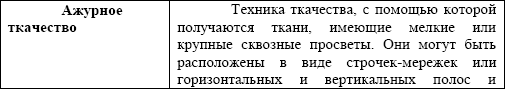 Ажурное
ткачество
Техника ткачества, с помощью которой
получаются ткани, имеющие мелкие или
крупные сквозные просветы. Они могут быть
расположены в виде строчек-мережек или
горизонтальных и вертикальных полос и